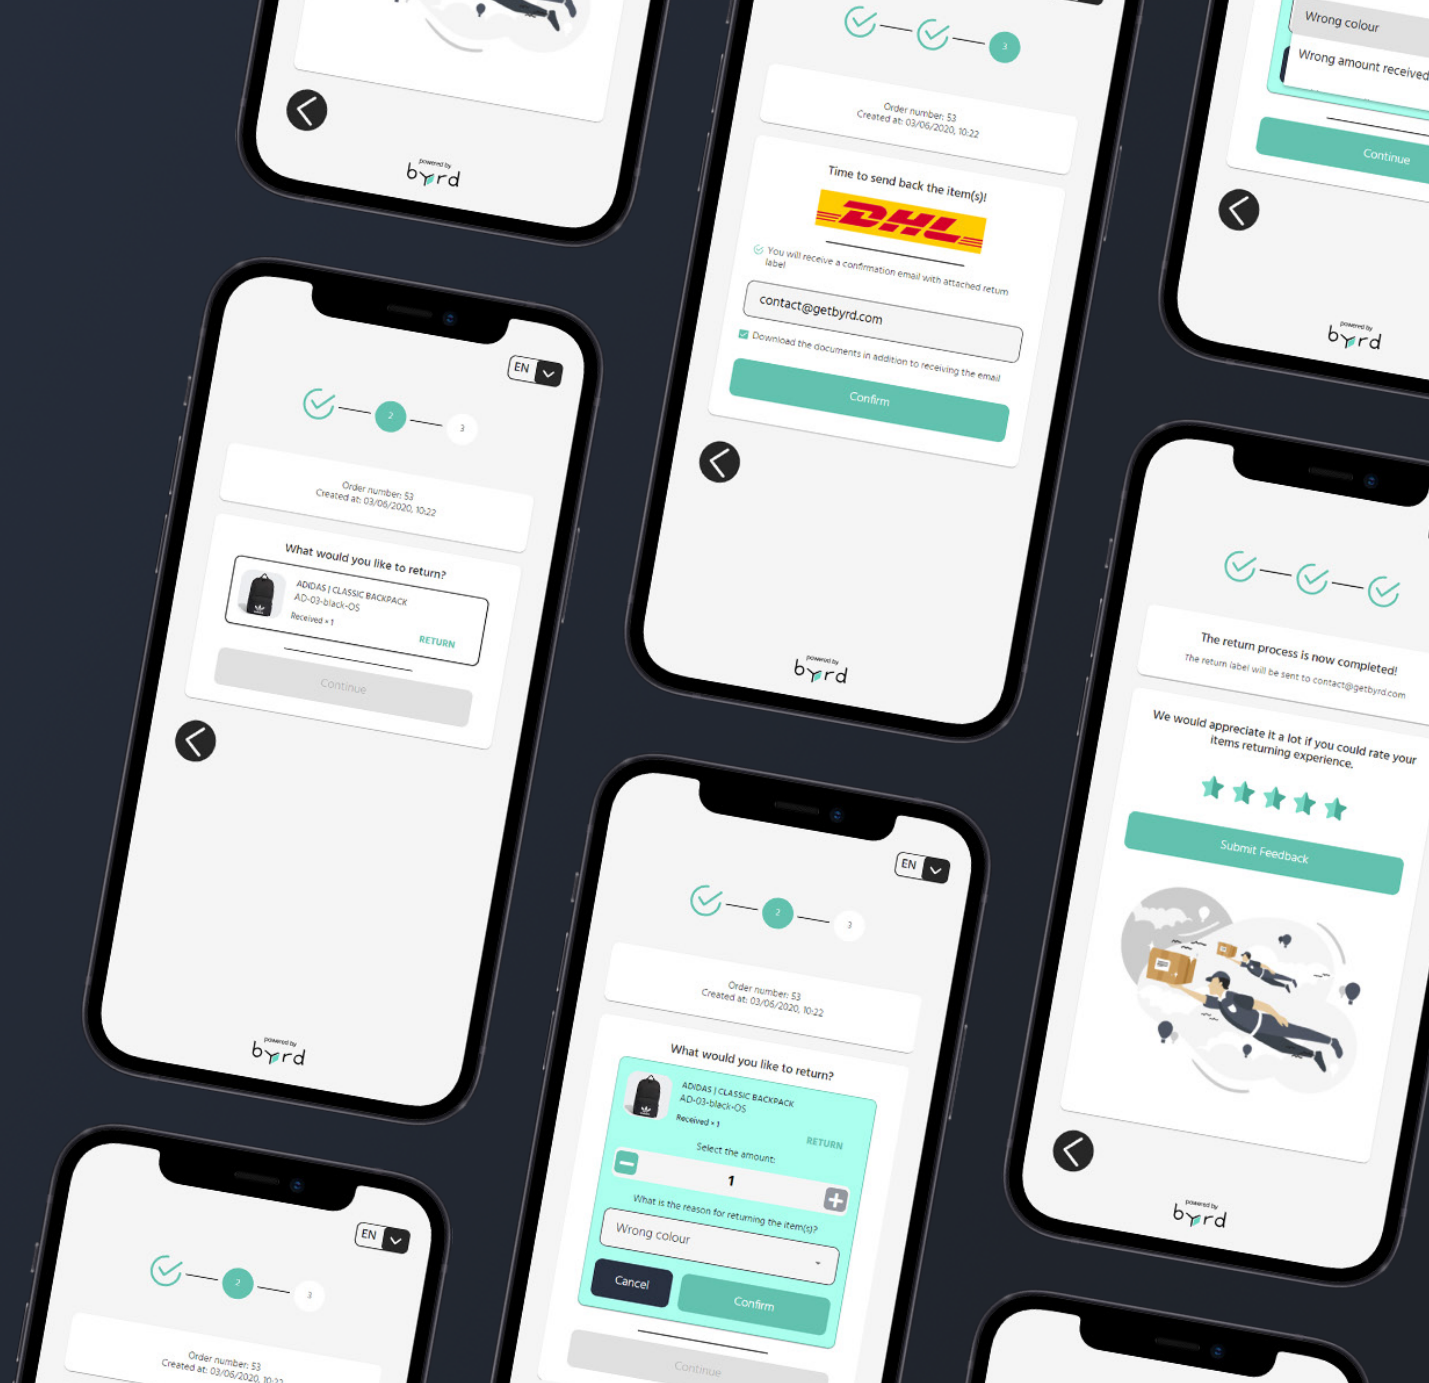 powered by
byrd
3
Order number: 53
Created at: 03/06/2020, 10:22
Time to send back the item(s)!
DHL
You will receive a confirmation email with attached return
label
contact@getbyrd.com
Download the documents in addition to receiving the email
Confirm
powered by
byrd
Wrong colour
Wrong amount received
Continue
powered by
byrd
EN
2
3
Order number: 53
Created at: 03/06/2020, 10:22
What would you like to return?
ADIDAS | CLASSIC BACKPACK
AD-03-black-OS
Received × 1
RETURN
Continue
powered by
byrd
The return process is now completed!
The return label will be sent to contact@getbyrd.com
We would appreciate it a lot if you could rate your
items returning experience.
Submit Feedback
powered by
byrd
EN
2
3
Order number: 53
Created at: 03/06/2020, 10:22
What would you like to return?
ADIDAS | CLASSIC BACKPACK
AD-03-black-OS
Received × 1
RETURN
Select the amount:
1
What is the reason for returning the item(s)?
Wrong colour
Cancel
Confirm
Continue
EN
2
3
Order number: 53
Created at: 03/06/2020, 10:22